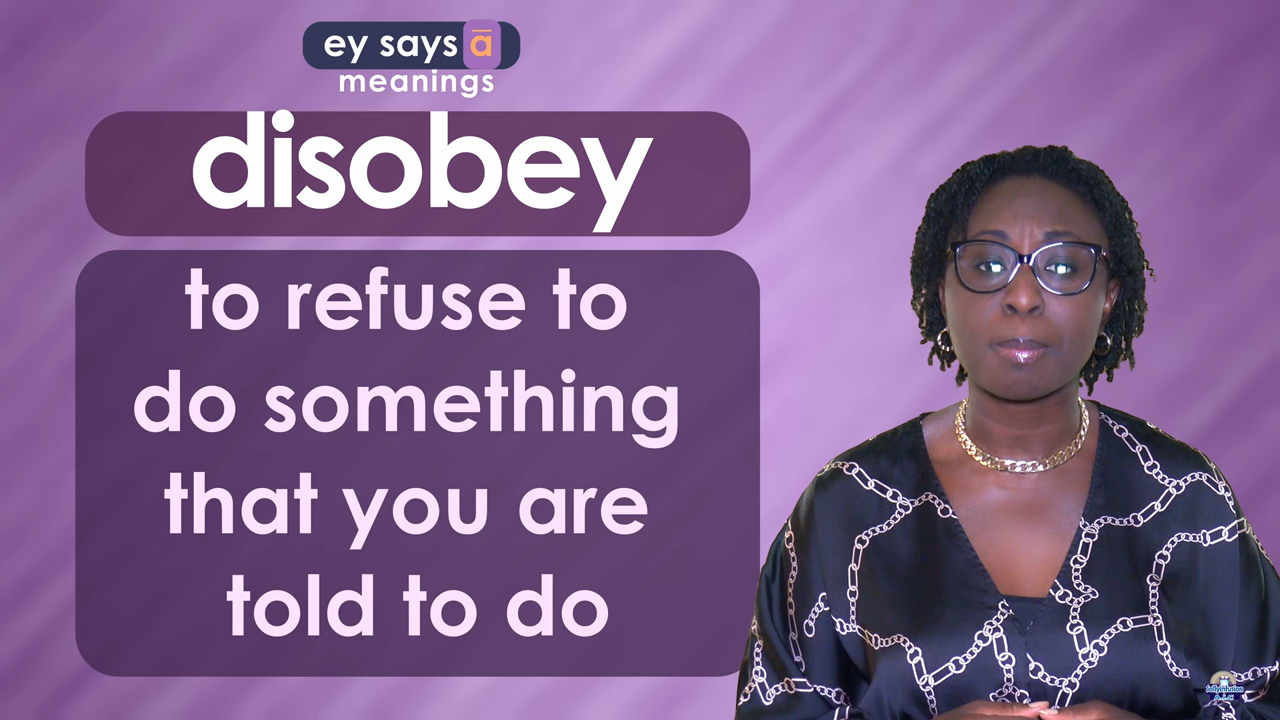 ey says ā
meanings
disobey
to refuse to
do something
that you are
told to do